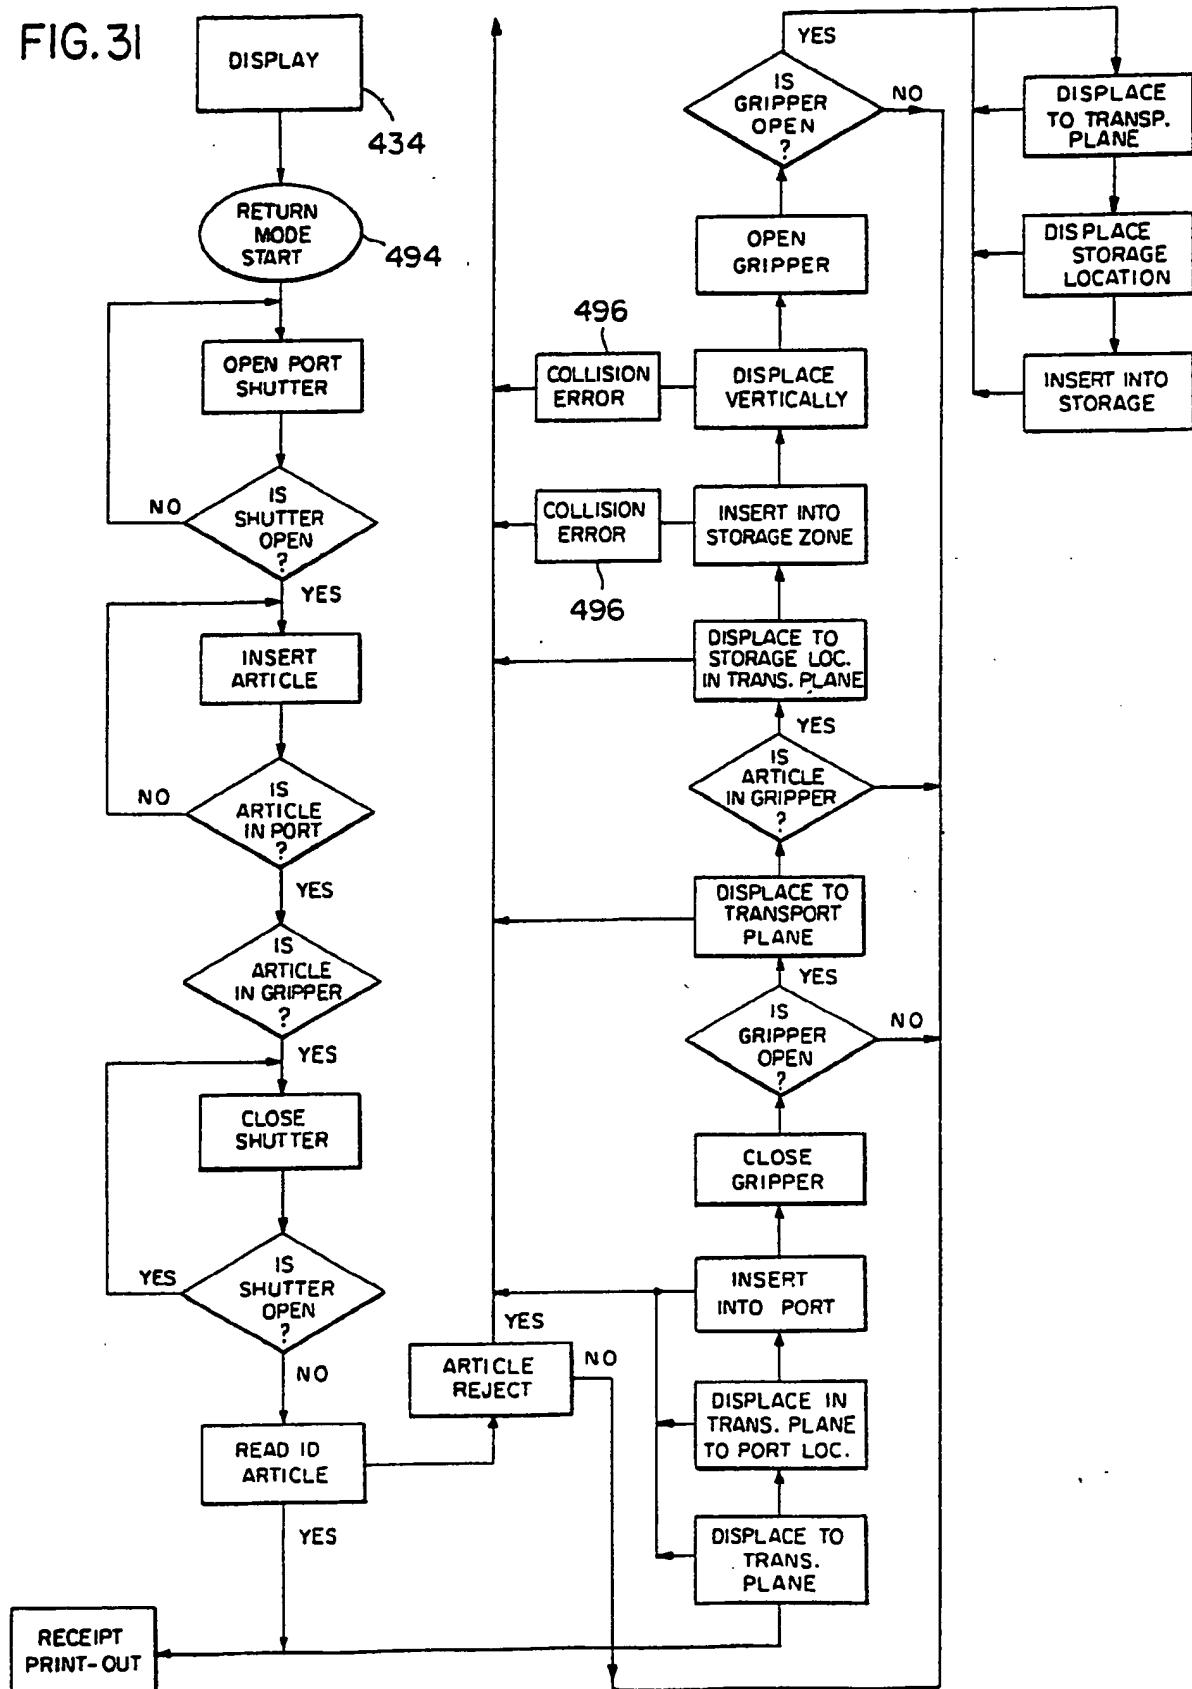 FIG. 31
DISPLAY
434
RETURN
MODE
START
494
OPEN PORT
SHUTTER
IS
SHUTTER
OPEN
?
NO
YES
INSERT
ARTICLE
IS
ARTICLE
IN PORT
?
NO
YES
IS
ARTICLE
IN GRIPPER
?
YES
CLOSE
SHUTTER
IS
SHUTTER
OPEN
?
YES
NO
READ ID
ARTICLE
YES
RECEIPT
PRINT-OUT
ARTICLE
REJECT
YES
NO
YES
IS
GRIPPER
OPEN
?
NO
OPEN
GRIPPER
496
COLLISION
ERROR
DISPLACE
VERTICALLY
COLLISION
ERROR
496
INSERT INTO
STORAGE ZONE
DISPLACE TO
STORAGE LOC.
IN TRANS. PLANE
YES
IS
ARTICLE
IN GRIPPER
?
DISPLACE TO
TRANSPORT
PLANE
YES
IS
GRIPPER
OPEN
?
NO
CLOSE
GRIPPER
INSERT
INTO PORT
DISPLACE IN
TRANS. PLANE
TO PORT LOC.
DISPLACE TO
TRANS.
PLANE
DISPLACE
TO TRANSP.
PLANE
DISPLACE
STORAGE
LOCATION
INSERT INTO
STORAGE